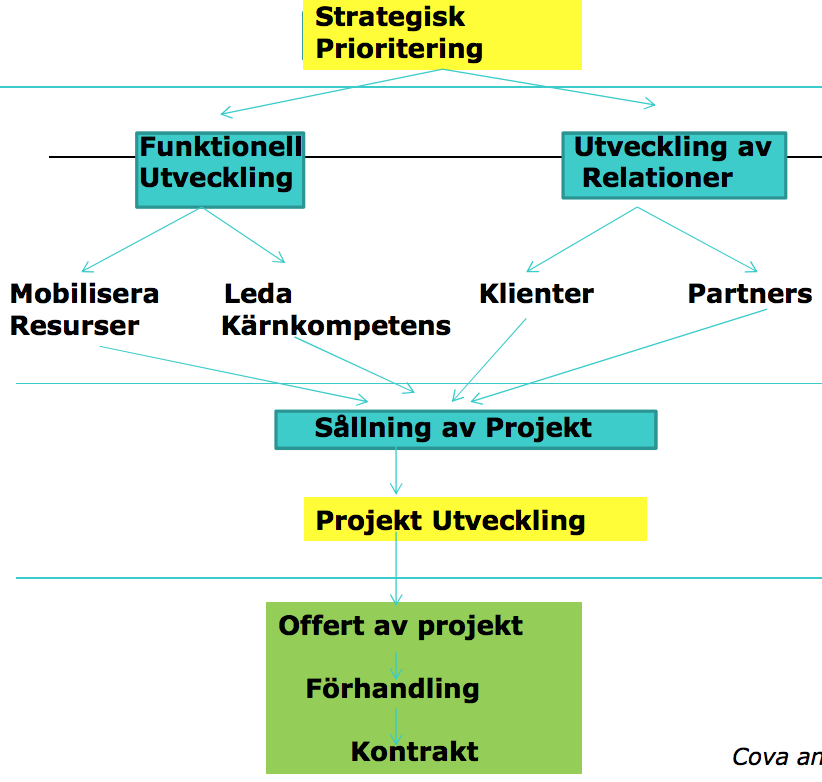 Strategisk
Prioritering
Funktionell
Utveckling
Utveckling av
Relationer
Mobilisera
Resurser
Leda
Kärnkompetens
Klienter
Partners
Sållning av Projekt
Projekt Utveckling
Offert av projekt
Förhandling
Kontrakt
Cova